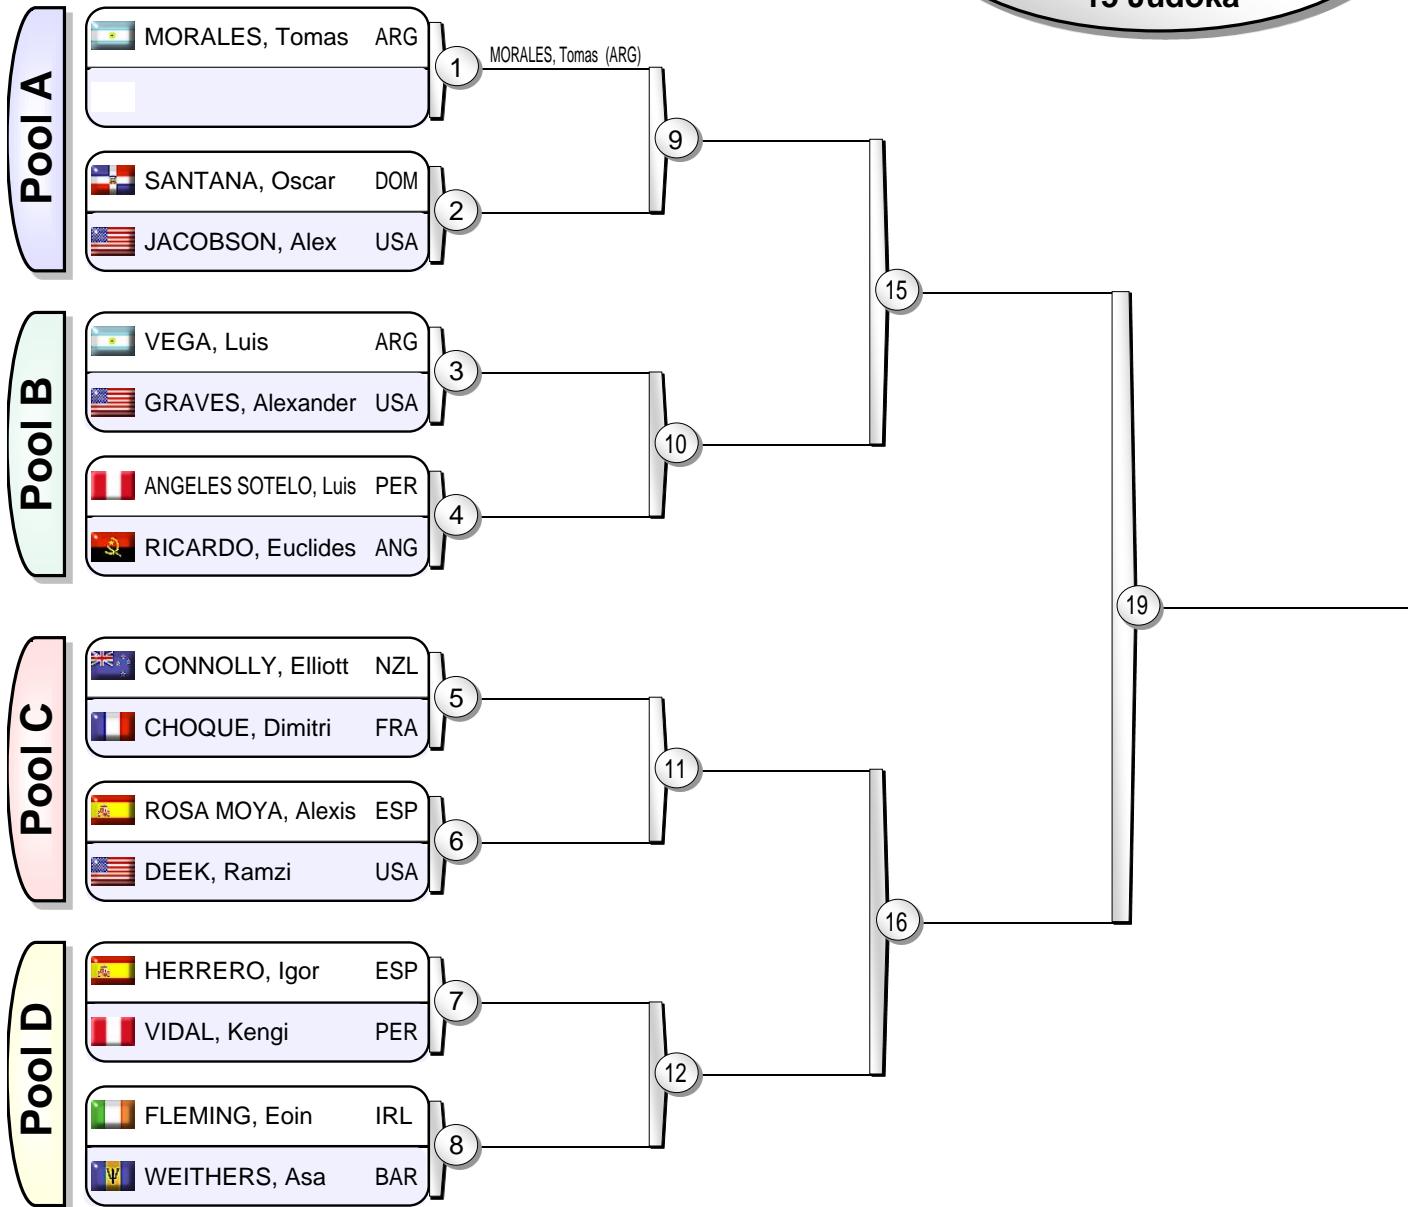 15 Judoka
Pool A
MORALES, Tomas ARG
1
MORALES, Tomas (ARG)
SANTANA, Oscar DOM
JACOBSON, Alex USA
2
9
Pool B
VEGA, Luis ARG
GRAVES, Alexander USA
3
ANGELES SOTELO, Luis PER
RICARDO, Euclides ANG
4
10
15
Pool C
CONNOLLY, Elliott NZL
CHOQUE, Dimitri FRA
5
ROSA MOYA, Alexis ESP
DEEK, Ramzi USA
6
11
Pool D
HERRERO, Igor ESP
VIDAL, Kengi PER
7
FLEMING, Eoin IRL
WEITHERS, Asa BAR
8
12
16
19